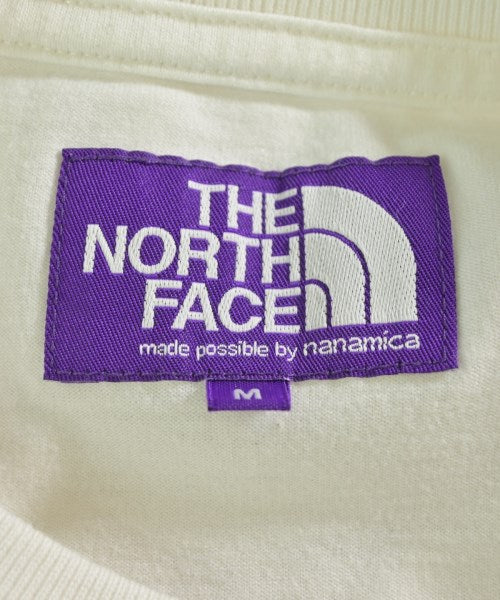 THE
NORTH
FACE
made possible by nanamica
M